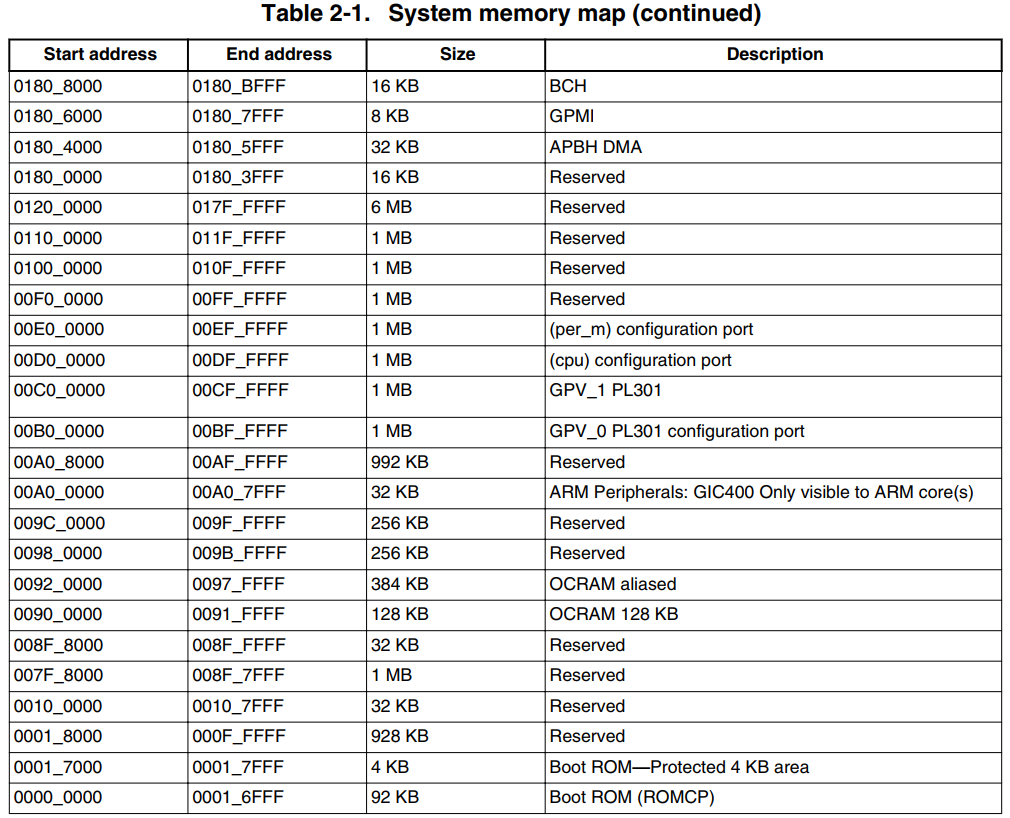 Table 2-1. System memory map (continued)
Start address End address Size Description
0180_8000 0180_BFFF 16 KB BCH
0180_6000 0180_7FFF 8 KB GPMI
0180_4000 0180_5FFF 32 KB APBH DMA
0180_0000 0180_3FFF 16 KB Reserved
0120_0000 017F_FFFF 6 MB Reserved
0110_0000 011F_FFFF 1 MB Reserved
0100_0000 010F_FFFF 1 MB Reserved
00F0_0000 00FF_FFFF 1 MB Reserved
00E0_0000 00EF_FFFF 1 MB (per_m) configuration port
00D0_0000 00DF_FFFF 1 MB (cpu) configuration port
00C0_0000 00CF_FFFF 1 MB GPV_1 PL301
00B0_0000 00BF_FFFF 1 MB GPV_0 PL301 configuration port
00A0_8000 00AF_FFFF 992 KB Reserved
00A0_0000 00A0_7FFF 32 KB ARM Peripherals: GIC400 Only visible to ARM core(s)
009C_0000 009F_FFFF 256 KB Reserved
0098_0000 009B_FFFF 256 KB Reserved
0092_0000 0097_FFFF 384 KB OCRAM aliased
0090_0000 0091_FFFF 128 KB OCRAM 128 KB
008F_8000 008F_FFFF 32 KB Reserved
007F_8000 008F_7FFF 1 MB Reserved
0010_0000 0010_7FFF 32 KB Reserved
0001_8000 000F_FFFF 928 KB Reserved
0001_7000 0001_7FFF 4 KB Boot ROM—Protected 4 KB area
0000_0000 0001_6FFF 92 KB Boot ROM (ROMCP)